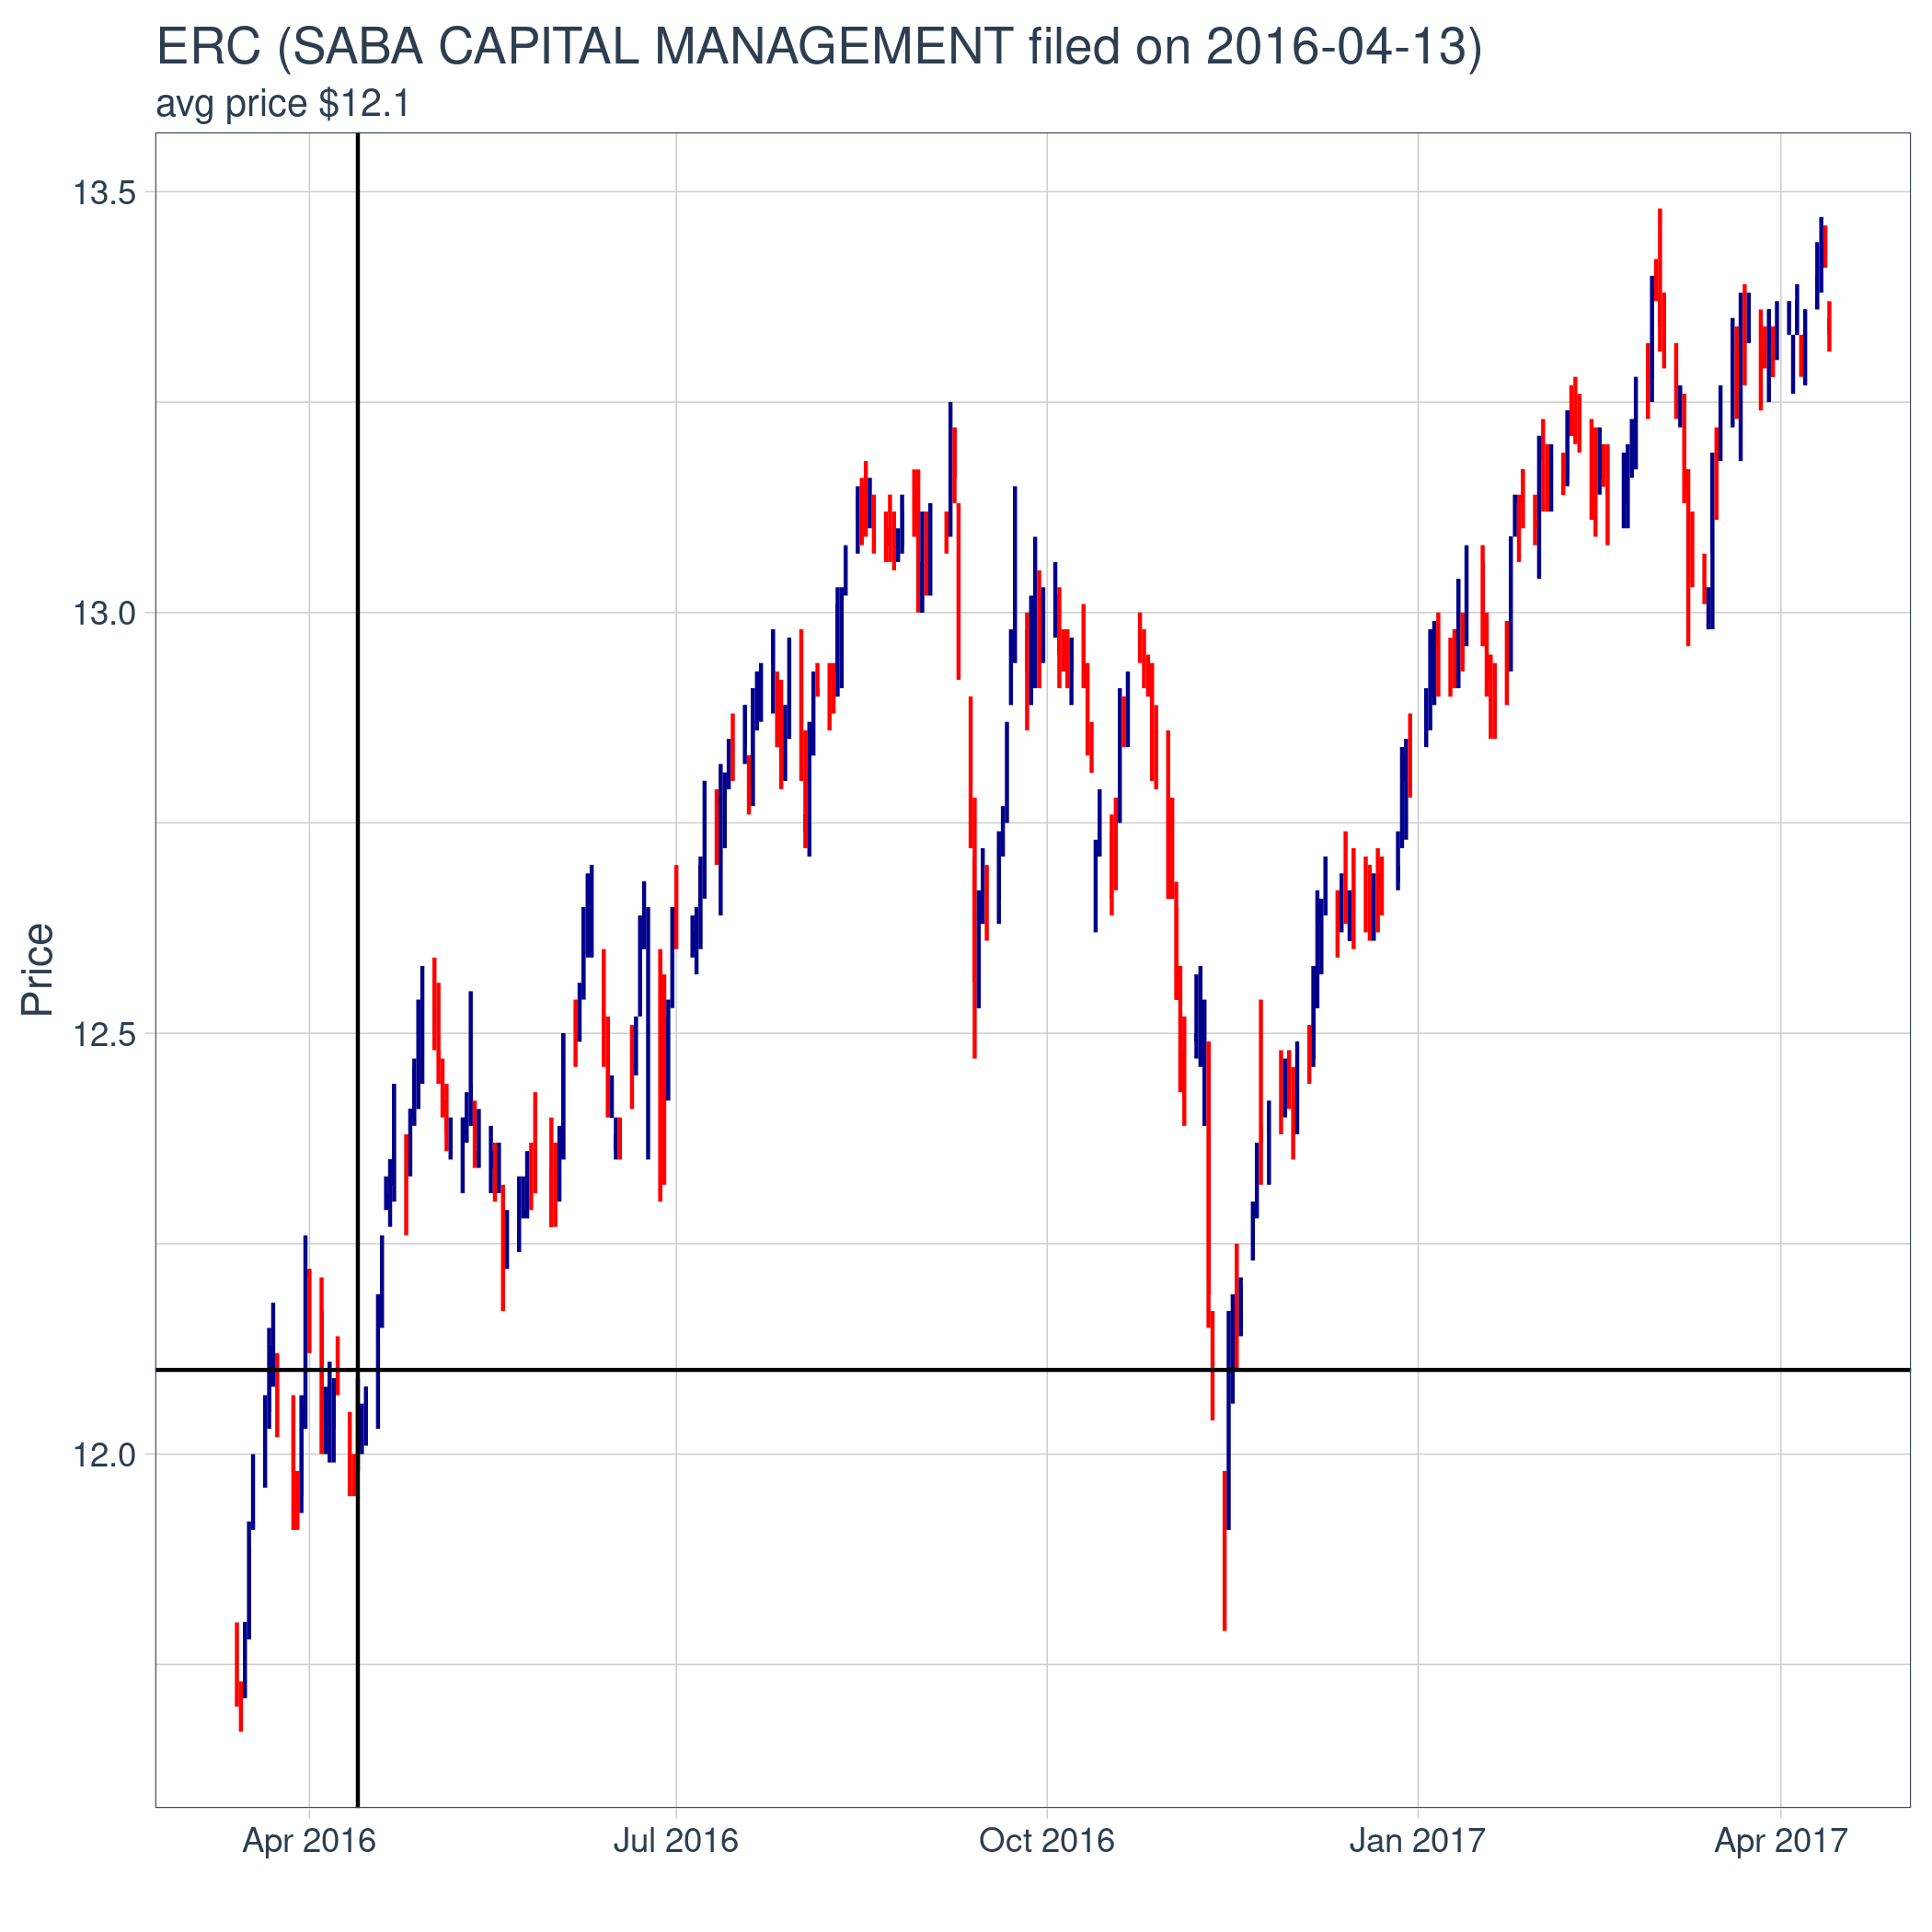 ERC (SABA CAPITAL MANAGEMENT filed on 2016-04-13)
avg price $12.1
13.5
13.0
12.5
12.0
Price
Apr 2016
Jul 2016
Oct 2016
Jan 2017
Apr 2017